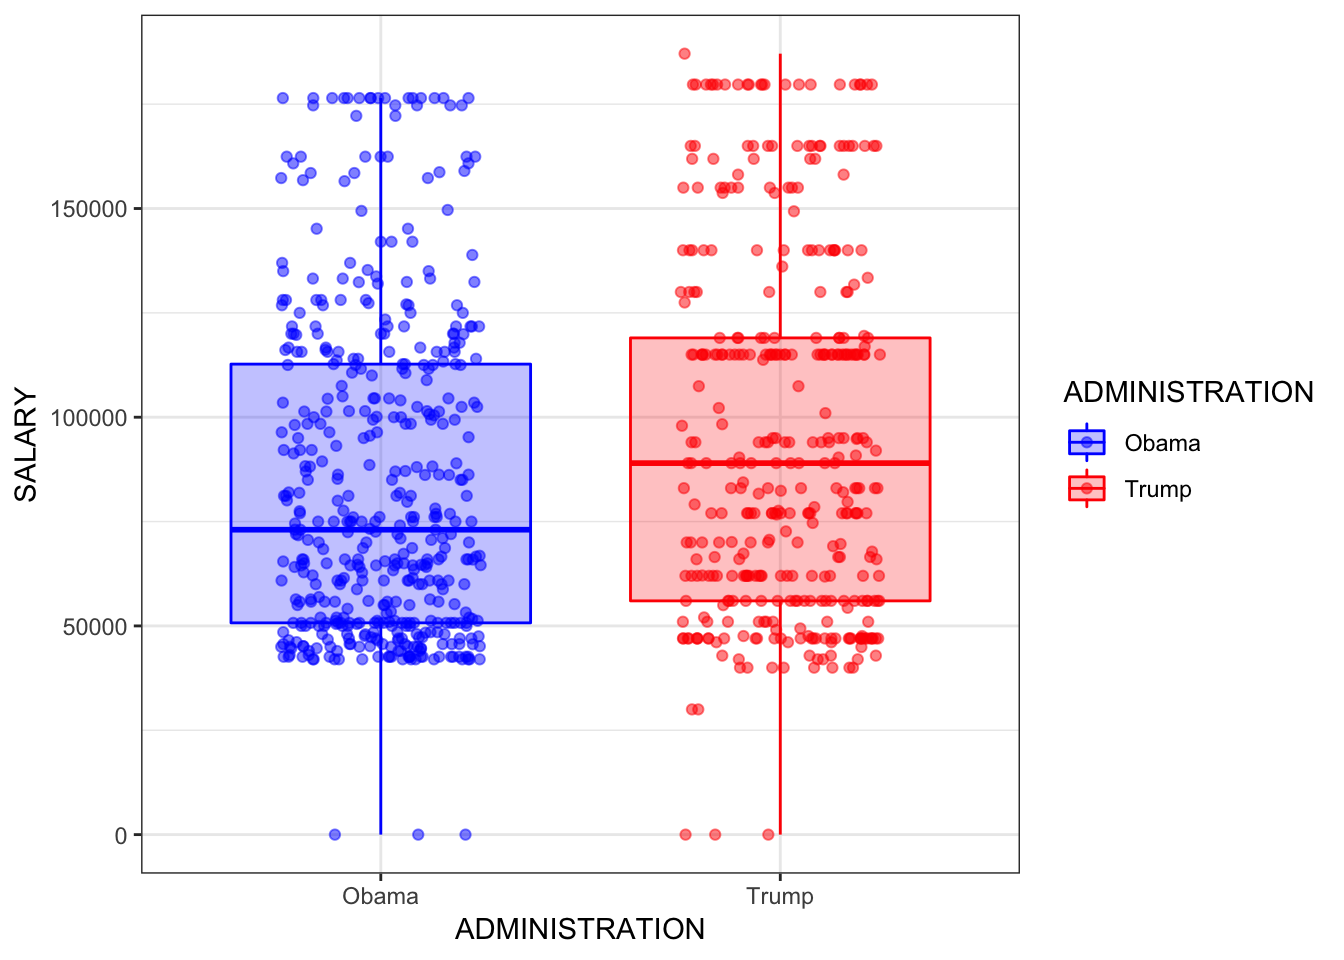 SALARY
150000
100000
50000
0
Obama
Trump
ADMINISTRATION
ADMINISTRATION
Obama
Trump